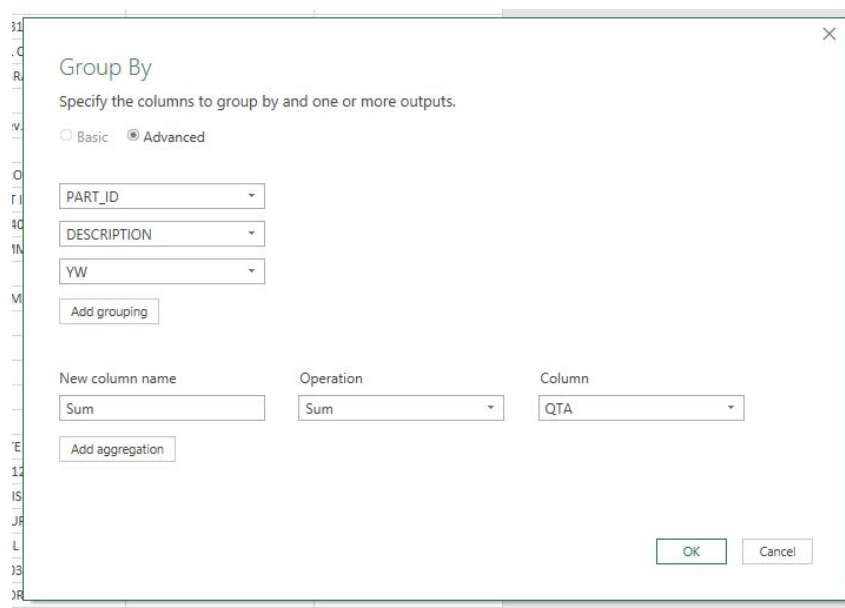 Group By
Specify the columns to group by and one or more outputs.
Basic Advanced
PART_ID
DESCRIPTION
YW
Add grouping
New column name Operation Column
Sum Sum QTA
Add aggregation
OK Cancel